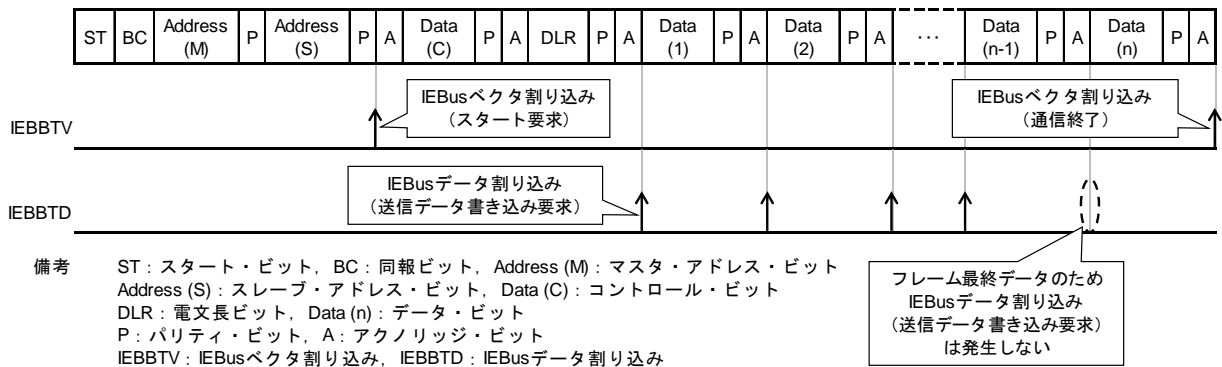 ST BC Address (M) P Address (S) P A Data (C) P A DLR P A Data (1) P A Data (2) P A ··· Data (n-1) P A Data (n) P A
IEBBTV
IEBusベクタ割り込み
(スタート要求)
IEBusベクタ割り込み
(通信終了)
IEBBTD
IEBusデータ割り込み
(送信データ書き込み要求)
フレーム最終データのため
IEBusデータ割り込み
(送信データ書き込み要求)
は発生しない
備考 ST：スタート・ビット，BC：同報ビット，Address (M)：マスタ・アドレス・ビット
Address (S)：スレーブ・アドレス・ビット，Data (C)：コントロール・ビット
DLR：電文長ビット，Data (n)：データ・ビット
P：パリティ・ビット，A：アクノリッジ・ビット
IEBBTV：IEBusベクタ割り込み，IEBBTD：IEBusデータ割り込み